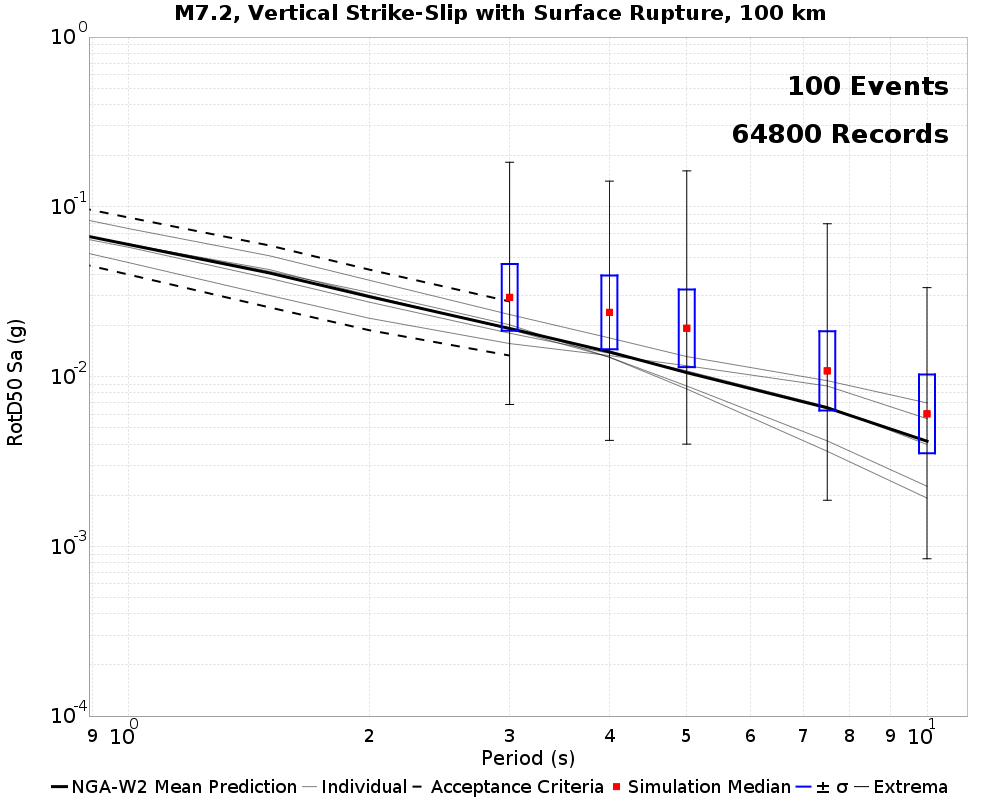 M7.2, Vertical Strike-Slip with Surface Rupture, 100 km
100 Events
64800 Records
RotD50 Sa (g)
10^0
10^-1
10^-2
10^-3
10^-4
9 10^0 2 3 4 5 6 7 8 9 10^1
Period (s)
NGA-W2 Mean Prediction Individual Acceptance Criteria Simulation Median ± σ Extrema